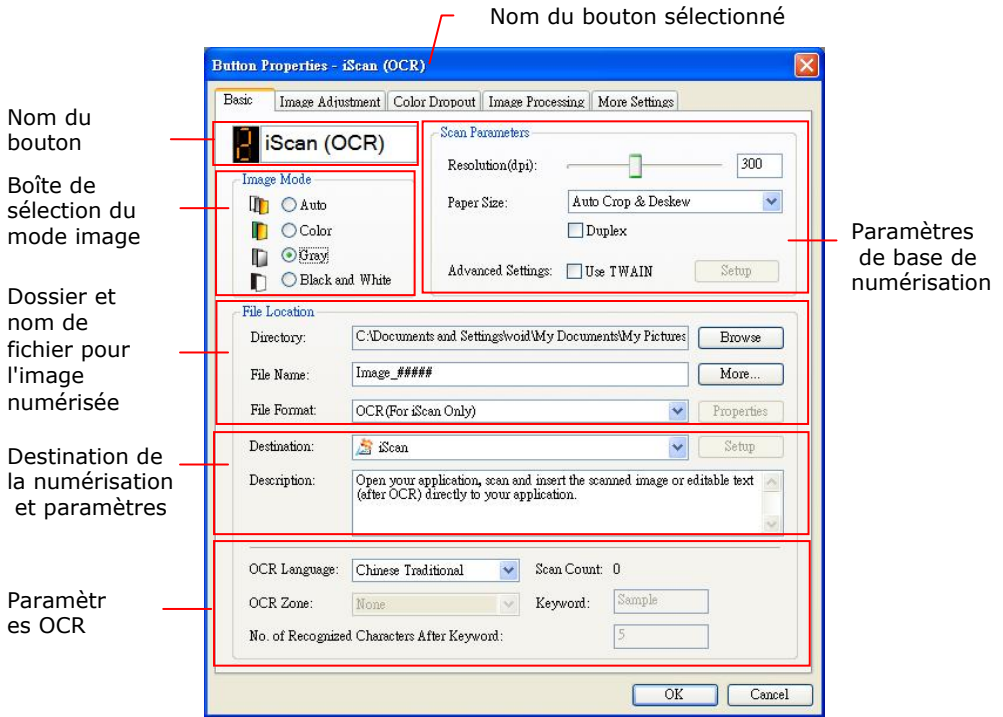 Nom du bouton sélectionné
Button Properties - iScan (OCR)
Basic Image Adjustment Color Dropout Image Processing More Settings
Nom du
bouton
iScan (OCR)
Boîte de
sélection du
mode image
Image Mode
Auto
Color
Gray
Black and White
Scan Parameters
Resolution(dpi): 300
Paper Size: Auto Crop & Deskew
Duplex
Advanced Settings: Use TWAIN Setup
Paramètres
de base de
numérisation
Dossier et
nom de
fichier pour
l'image
numérisée
File Location
Directory: C:\Documents and Settings\void\My Documents\My Pictures Browse
File Name: Image_##### More...
File Format: OCR(For iScan Only) Properties
Destination de
la numérisation
et paramètres
Destination: iScan Setup
Description: Open your application, scan and insert the scanned image or editable text
(after OCR) directly to your application.
Paramètr
es OCR
OCR Language: Chinese Traditional Scan Count: 0
OCR Zone: None Keyword: Sample
No. of Recognized Characters After Keyword: 5
OK Cancel